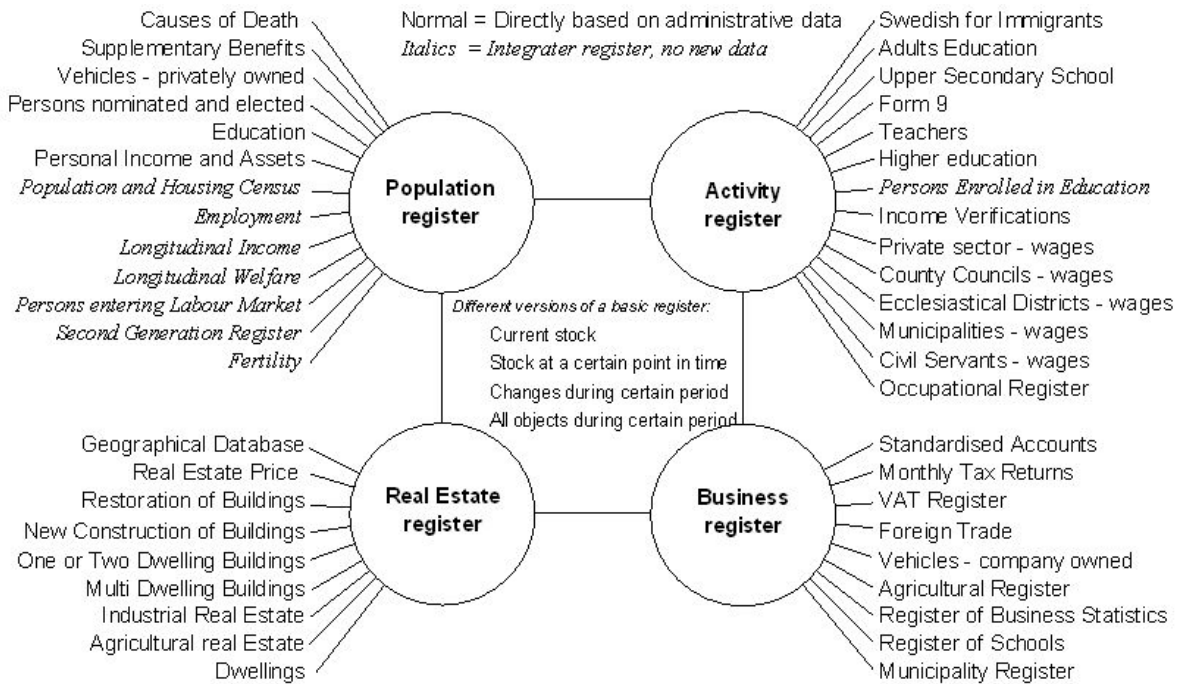 Causes of Death
Supplementary Benefits
Vehicles - privately owned
Persons nominated and elected
Education
Personal Income and Assets
Population and Housing Census
Employment
Longitudinal Income
Longitudinal Welfare
Persons entering Labour Market
Second Generation Register
Fertility
Normal = Directly based on administrative data
Italics = Integrater register, no new data
Population
register
Activity
register
Swedish for Immigrants
Adults Education
Upper Secondary School
Form 9
Teachers
Higher education
Persons Enrolled in Education
Income Verifications
Private sector - wages
County Councils - wages
Ecclesiastical Districts - wages
Municipalities - wages
Civil Servants - wages
Occupational Register
Different versions of a basic register:
Current stock
Stock at a certain point in time
Changes during certain period
All objects during certain period
Geographical Database
Real Estate Price
Restoration of Buildings
New Construction of Buildings
One or Two Dwelling Buildings
Multi Dwelling Buildings
Industrial Real Estate
Agricultural real Estate
Dwellings
Real Estate
register
Business
register
Standardised Accounts
Monthly Tax Returns
VAT Register
Foreign Trade
Vehicles - company owned
Agricultural Register
Register of Business Statistics
Register of Schools
Municipality Register